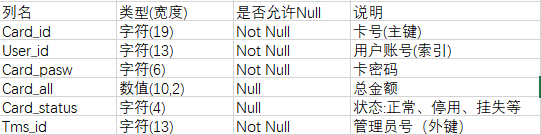 列名 类型(宽度) 是否允许Null 说明
Card_id 字符(19) Not Null 卡号(主键)
User_id 字符(13) Not Null 用户账号(索引)
Card_pasw 字符(6) Not Null 卡密码
Card_all 数值(10,2) Null 总金额
Card_status 字符(4) Null 状态:正常、停用、挂失等
Tms_id 字符(13) Not Null 管理员号（外键）